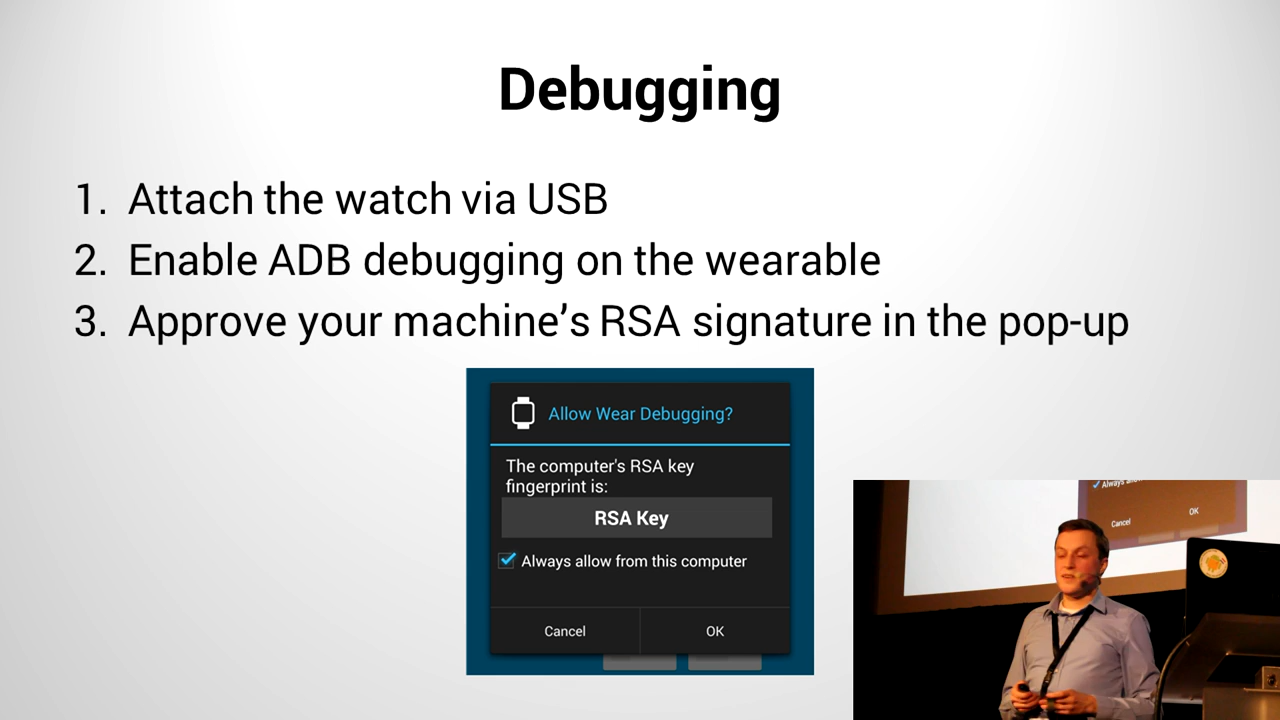 Debugging
1. Attach the watch via USB
2. Enable ADB debugging on the wearable
3. Approve your machine's RSA signature in the pop-up
Allow Wear Debugging?
The computer's RSA key
fingerprint is:
RSA Key
Always allow from this computer
Cancel OK
Always
Cancel OK